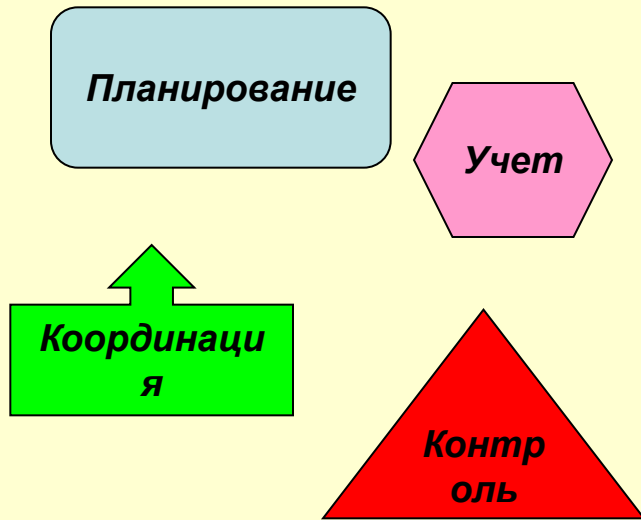 Планирование
Учет
Координаци
я
Контр
оль